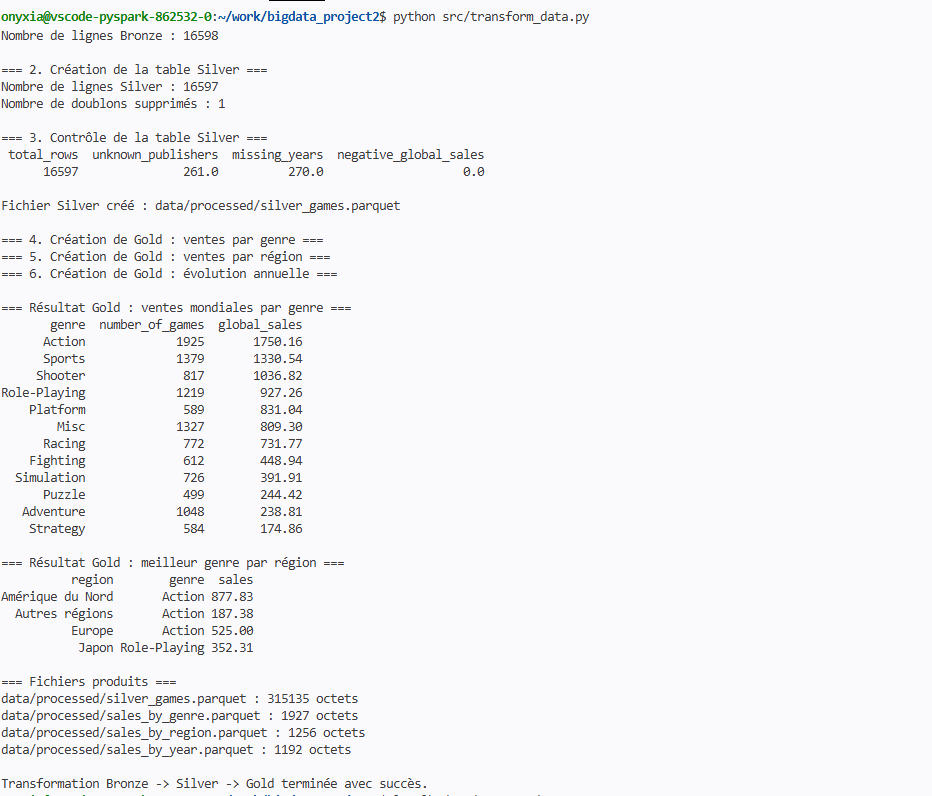 onyxia@vscode-pyspark-862532-0:~/work/bigdata_project2$ python src/transform_data.py
Nombre de lignes Bronze : 16598
=== 2. Création de la table Silver ===
Nombre de lignes Silver : 16597
Nombre de doublons supprimés : 1
=== 3. Contrôle de la table Silver ===
total_rows unknown_publishers missing_years negative_global_sales
16597 261.0 270.0 0.0
Fichier Silver créé : data/processed/silver_games.parquet
=== 4. Création de Gold : ventes par genre ===
=== 5. Création de Gold : ventes par région ===
=== 6. Création de Gold : évolution annuelle ===
=== Résultat Gold : ventes mondiales par genre ===
genre number_of_games global_sales
Action 1925 1750.16
Sports 1379 1330.54
Shooter 817 1036.82
Role-Playing 1219 927.26
Platform 589 831.04
Misc 1327 809.30
Racing 772 731.77
Fighting 612 448.94
Simulation 726 391.91
Puzzle 499 244.42
Adventure 1048 238.81
Strategy 584 174.86
=== Résultat Gold : meilleur genre par région ===
region genre sales
Amérique du Nord Action 877.83
Autres régions Action 187.38
Europe Action 525.00
Japon Role-Playing 352.31
=== Fichiers produits ===
data/processed/silver_games.parquet : 315135 octets
data/processed/sales_by_genre.parquet : 1927 octets
data/processed/sales_by_region.parquet : 1256 octets
data/processed/sales_by_year.parquet : 1192 octets
Transformation Bronze -> Silver -> Gold terminée avec succès.